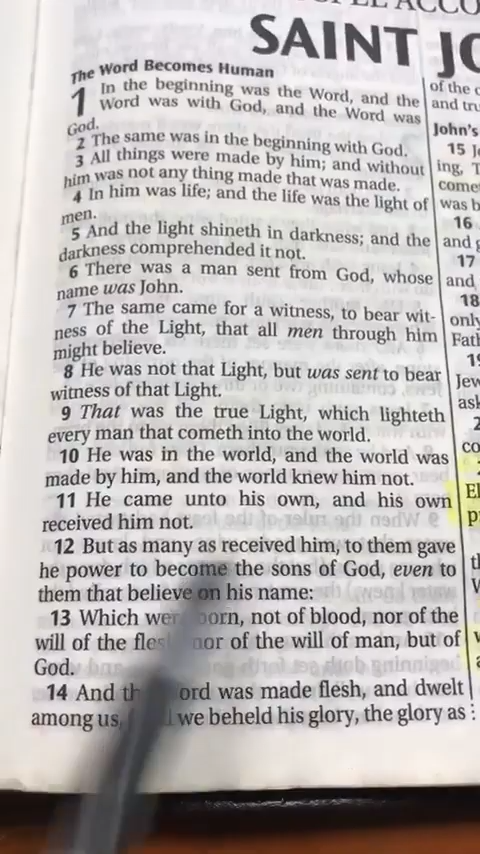 SAINT JO
The Word Becomes Human
1 In the beginning was the Word, and the
Word was with God, and the Word was
God.
2 The same was in the beginning with God.
3 All things were made by him; and without
him was not any thing made that was made.
4 In him was life; and the life was the light of
men.
5 And the light shineth in darkness; and the
darkness comprehended it not.
6 There was a man sent from God, whose
name was John.
7 The same came for a witness, to bear wit-
ness of the Light, that all men through him
might believe.
8 He was not that Light, but was sent to bear
witness of that Light.
9 That was the true Light, which lighteth
every man that cometh into the world.
10 He was in the world, and the world was
made by him, and the world knew him not.
11 He came unto his own, and his own
received him not.
12 But as many as received him, to them gave
he power to become the sons of God, even to
them that believe on his name:
13 Which were born, not of blood, nor of the
will of the flesh nor of the will of man, but of
God.
14 And th ord was made flesh, and dwelt
among us, we beheld his glory, the glory as
of the
and tru
John's
15
ing,
come
was b
16
and
17
and
18
only
Fath
19
Jew
ask